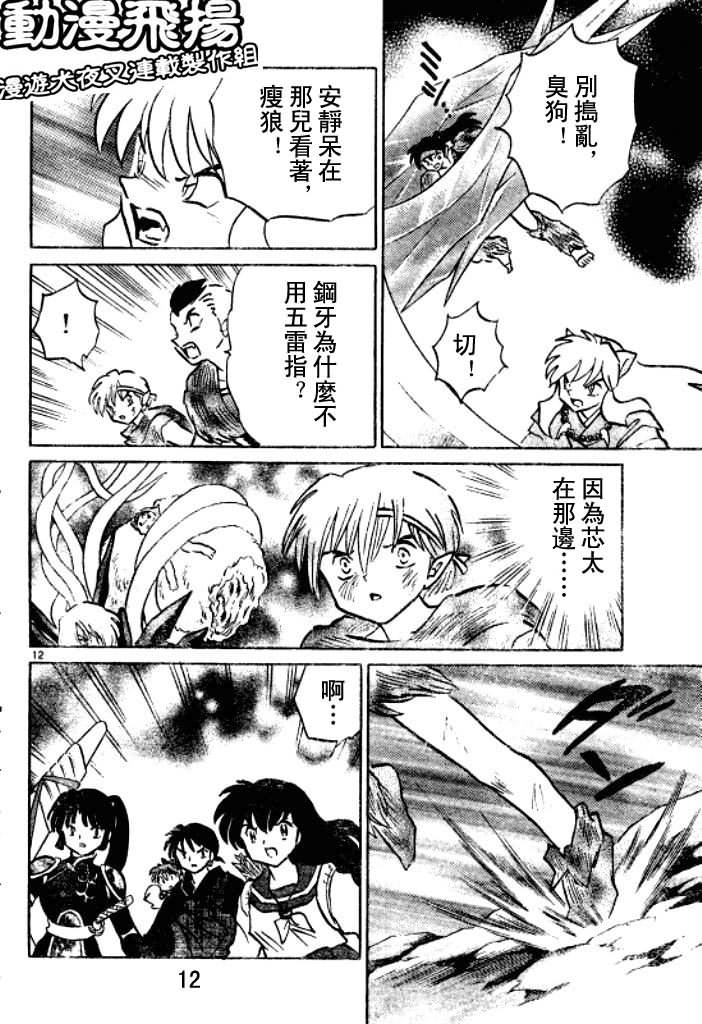 動漫飛揚
漫遊犬夜叉連載製作組
別搗亂，
臭狗！
安靜呆在
那兒看著，
瘦狼！
切！
鋼牙為什麼不
用五雷指？
！
因為芯太
在那邊……
12
啊…
ダン
12